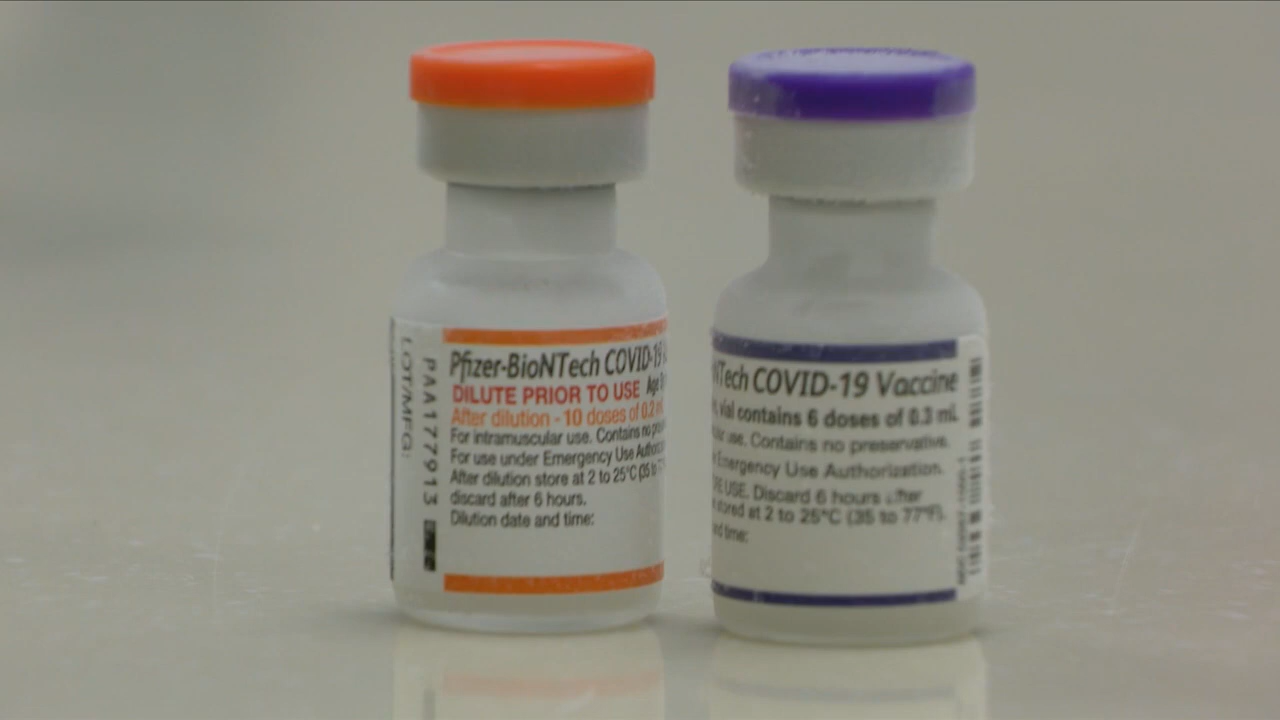 Pfizer-BioNTech COVID-19
DILUTE PRIOR TO USE Age
After dilution - 10 doses of 0.2
For intramuscular use. Contains no
For use under Emergency Use
After dilution store at 2 to 25°C (35 to
discard after 6 hours.
Dilution date and time:
LOT/MFG:
PAA177913
NTech COVID-19 Vaccine
vial contains 6 doses of 0.3 mL
use. Contains no preservative.
Emergency Use Authorization.
USE. Discard 6 hours after
stored at 2 to 25°C (35 to 77°F).
time: